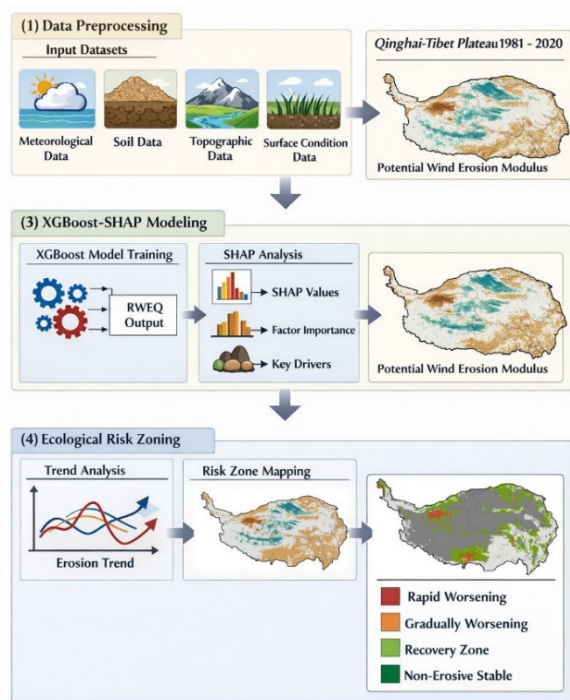 (1) Data Preprocessing
Input Datasets
Meteorological
Data
Soil Data
Topographic
Data
Surface Condition
Data
Qinghai-Tibet Plateau1981 - 2020
Potential Wind Erosion Modulus
(3) XGBoost-SHAP Modeling
XGBoost Model Training
RWEQ
Output
SHAP Analysis
SHAP Values
Factor Importance
Key Drivers
Potential Wind Erosion Modulus
(4) Ecological Risk Zoning
Trend Analysis
Erosion Trend
Risk Zone Mapping
Rapid Worsening
Gradually Worsening
Recovery Zone
Non-Erosive Stable